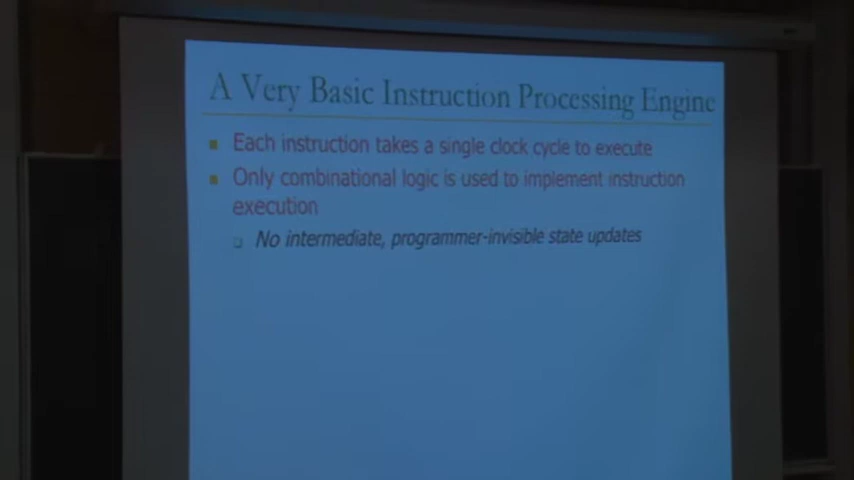 A Very Basic Instruction Processing Engine
Each instruction takes a single clock cycle to execute
Only combinational logic is used to implement instruction
execution
No intermediate, programmer-invisible state updates